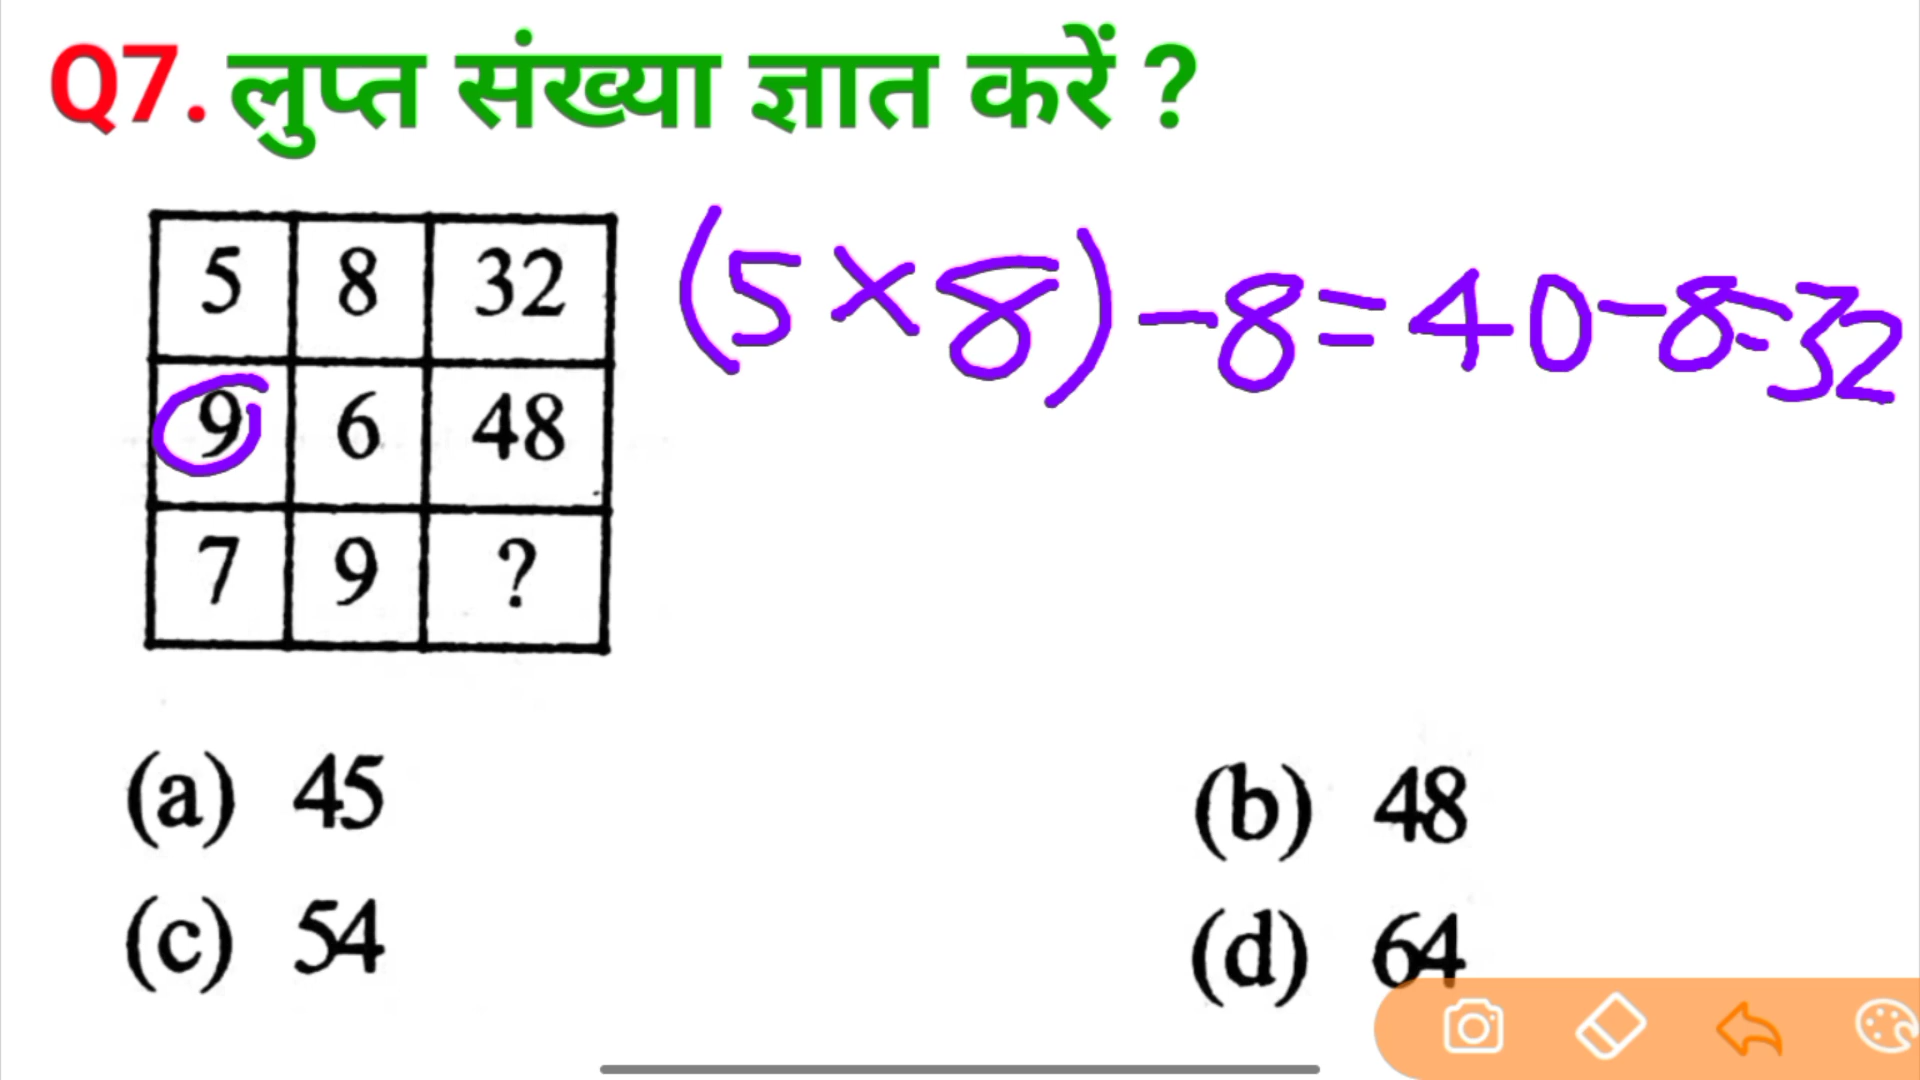 Q7. लुप्त संख्या ज्ञात करें ?
5 8 32
(5×8)-8=40-8=32
9 6 48
7 9 ?
(a) 45
(b) 48
(c) 54
(d) 64